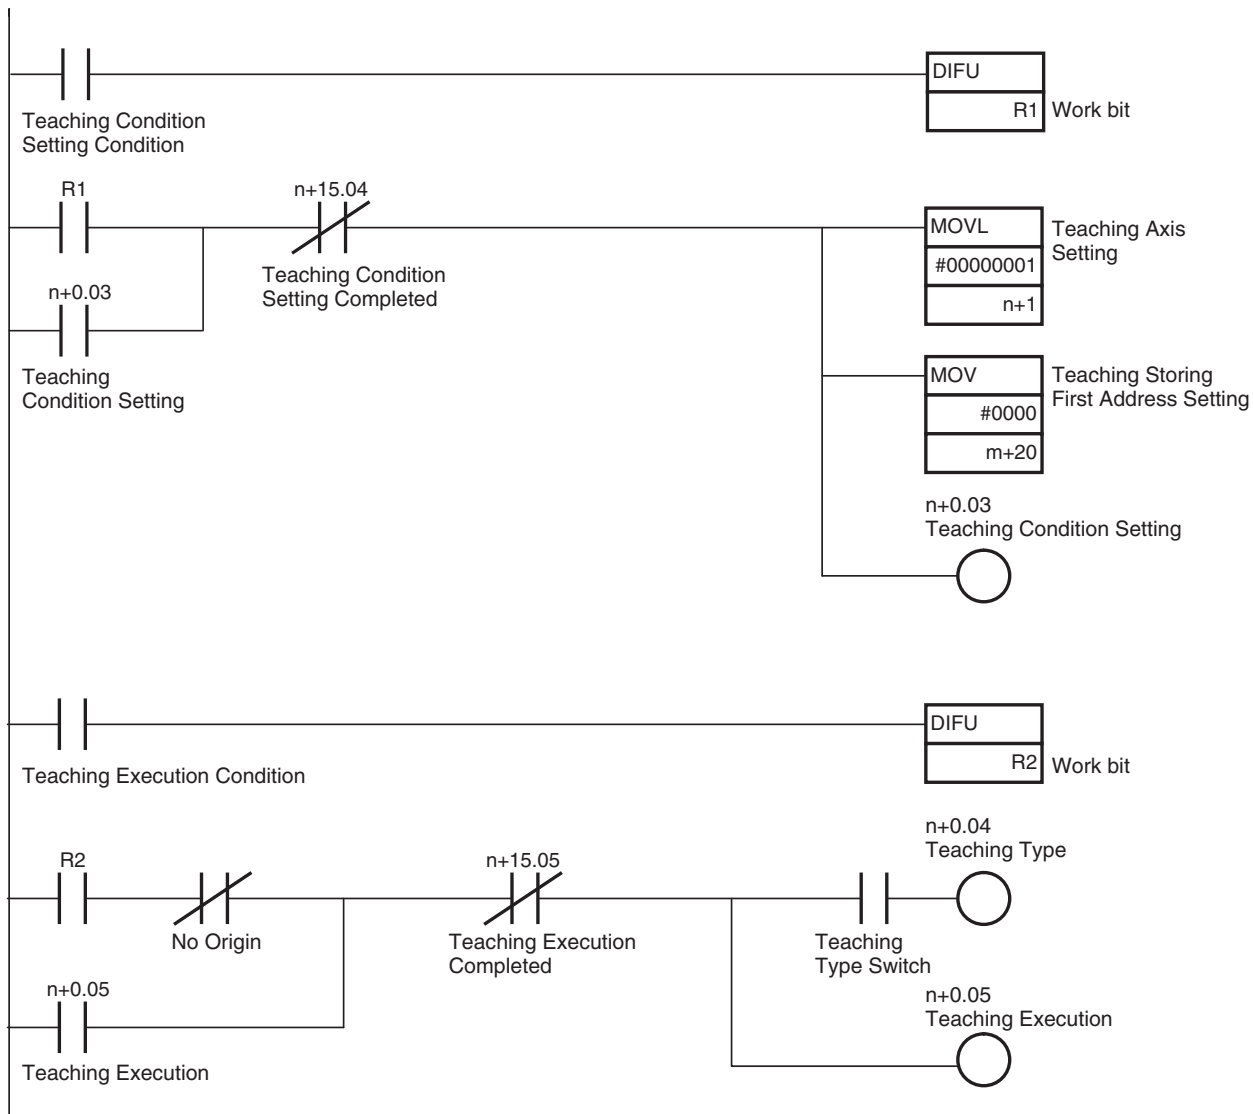 DIFU
R1 Work bit
Teaching Condition
Setting Condition
R1
n+15.04
MOVL
Teaching Axis
Setting
#00000001
n+1
Teaching Condition
Setting Completed
n+0.03
Teaching
Condition Setting
MOV
Teaching Storing
First Address Setting
#0000
m+20
n+0.03
Teaching Condition Setting
DIFU
R2 Work bit
Teaching Execution Condition
n+0.04
Teaching Type
R2
n+15.05
No Origin
Teaching Execution
Completed
Teaching
Type Switch
n+0.05
Teaching Execution
n+0.05
Teaching Execution